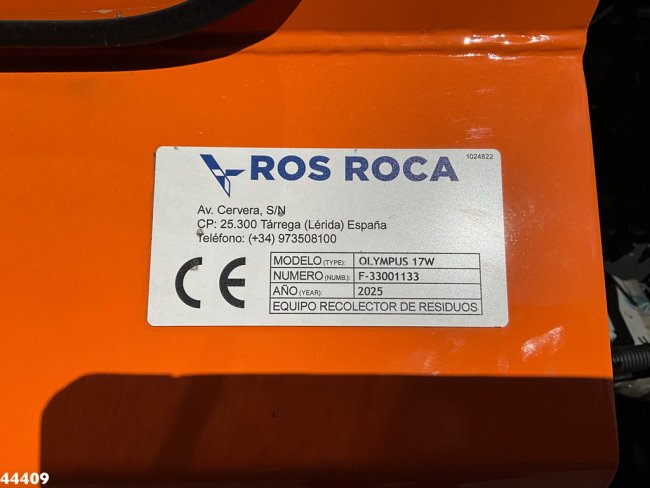 ROS ROCA
1024822
Av. Cervera, S/N
CP: 25.300 Tárrega (Lérida) España
Teléfono: (+34) 973508100
CE
MODELO (TYPE): OLYMPUS 17W
NUMERO (NUMB.): F-33001133
AÑO (YEAR): 2025
EQUIPO RECOLECTOR DE RESIDUOS
44409